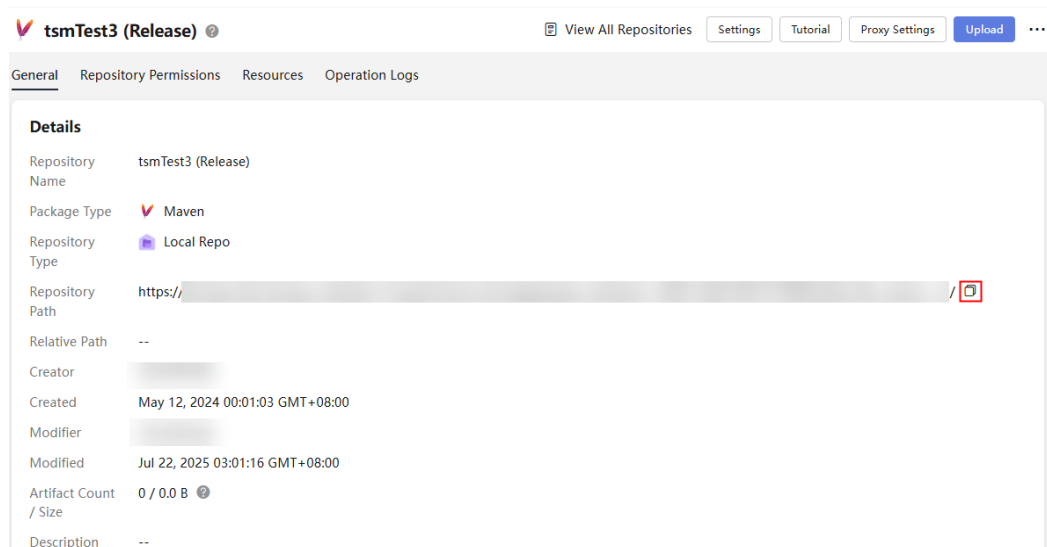 tsmTest3 (Release)
View All Repositories
Settings
Tutorial
Proxy Settings
Upload
General
Repository Permissions
Resources
Operation Logs
Details
Repository
Name
tsmTest3 (Release)
Package Type
Maven
Repository
Type
Local Repo
Repository
Path
https:// /
Relative Path
--
Creator
Created
May 12, 2024 00:01:03 GMT+08:00
Modifier
Modified
Jul 22, 2025 03:01:16 GMT+08:00
Artifact Count
/ Size
0 / 0.0 B
Description
--